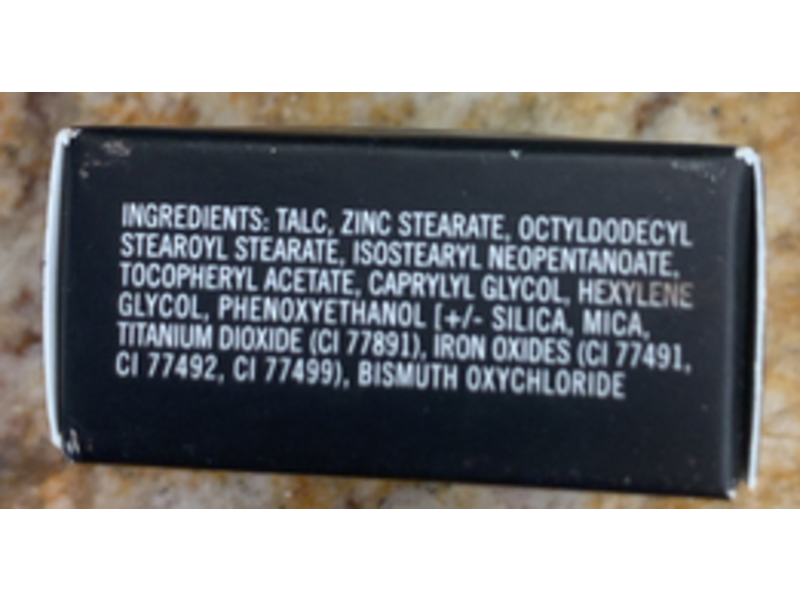 INGREDIENTS: TALC, ZINC STEARATE, OCTYLDODECYL
STEAROYL STEARATE, ISOSTEARYL NEOPENTANOATE,
TOCOPHERYL ACETATE, CAPRYLYL GLYCOL, HEXYLENE
GLYCOL, PHENOXYETHANOL [+/- SILICA, MICA,
TITANIUM DIOXIDE (CI 77891), IRON OXIDES (CI 77491,
CI 77492, CI 77499), BISMUTH OXYCHLORIDE